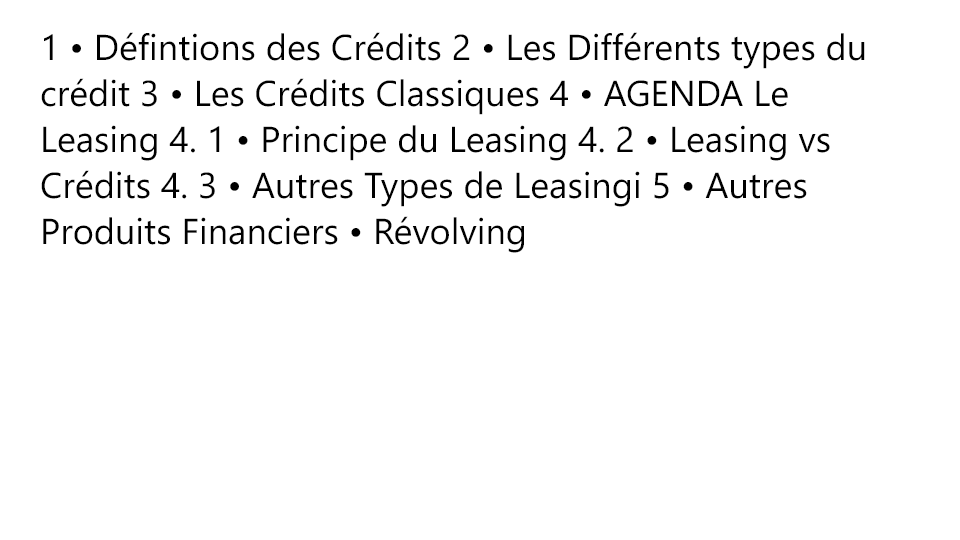 1 • Défintions des Crédits 2 • Les Différents types du
crédit 3 • Les Crédits Classiques 4 • AGENDA Le
Leasing 4. 1 • Principe du Leasing 4. 2 • Leasing vs
Crédits 4. 3 • Autres Types de Leasingi 5 • Autres
Produits Financiers • Révolving